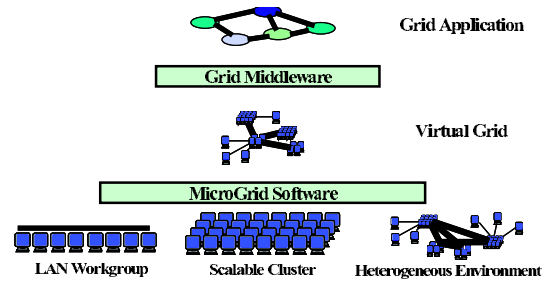 Grid Application
Grid Middleware
Virtual Grid
MicroGrid Software
LAN Workgroup
Scalable Cluster
Heterogeneous Environment